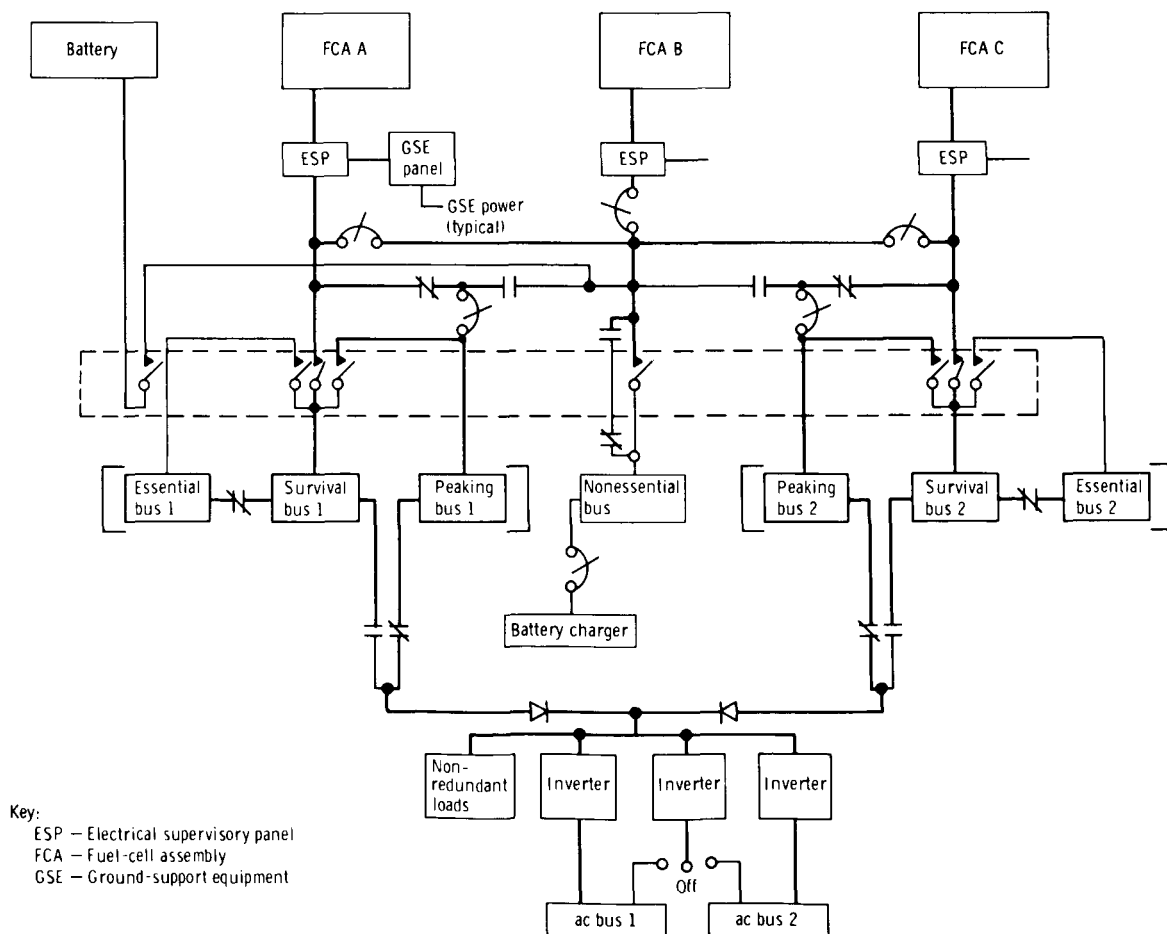 Battery
FCA A
FCA B
FCA C
ESP
GSE
panel
ESP
ESP
GSE power
(typical)
Essential
bus 1
Survival
bus 1
Peaking
bus 1
Nonessential
bus
Peaking
bus 2
Survival
bus 2
Essential
bus 2
Battery charger
Non-
redundant
loads
Inverter
Inverter
Inverter
Key:
ESP — Electrical supervisory panel
FCA — Fuel-cell assembly
GSE — Ground-support equipment
Off
ac bus 1
ac bus 2